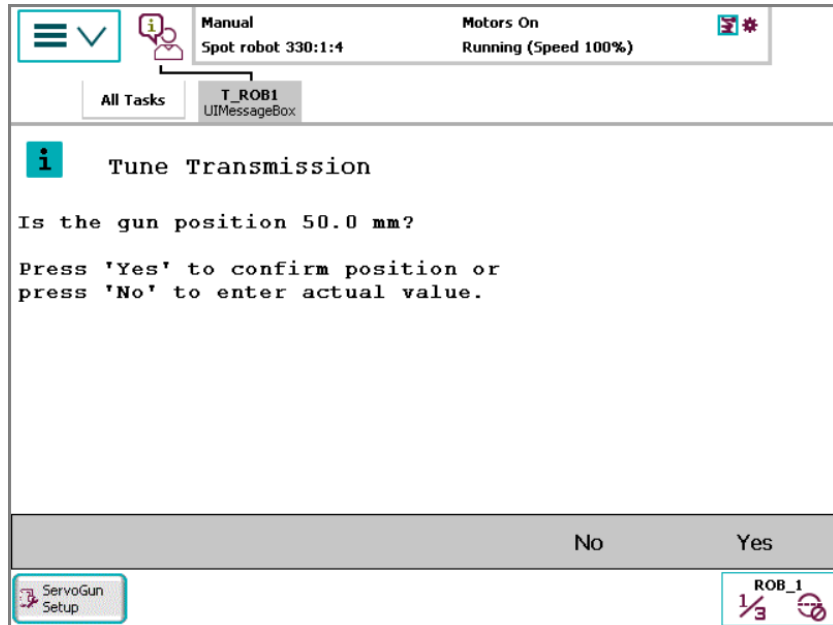 Manual
Spot robot 330:1:4
Motors On
Running (Speed 100%)
All Tasks
T_ROB1
UIMessageBox
i
Tune Transmission
Is the gun position 50.0 mm?
Press 'Yes' to confirm position or
press 'No' to enter actual value.
No
Yes
ServoGun
Setup
ROB_1
1/3